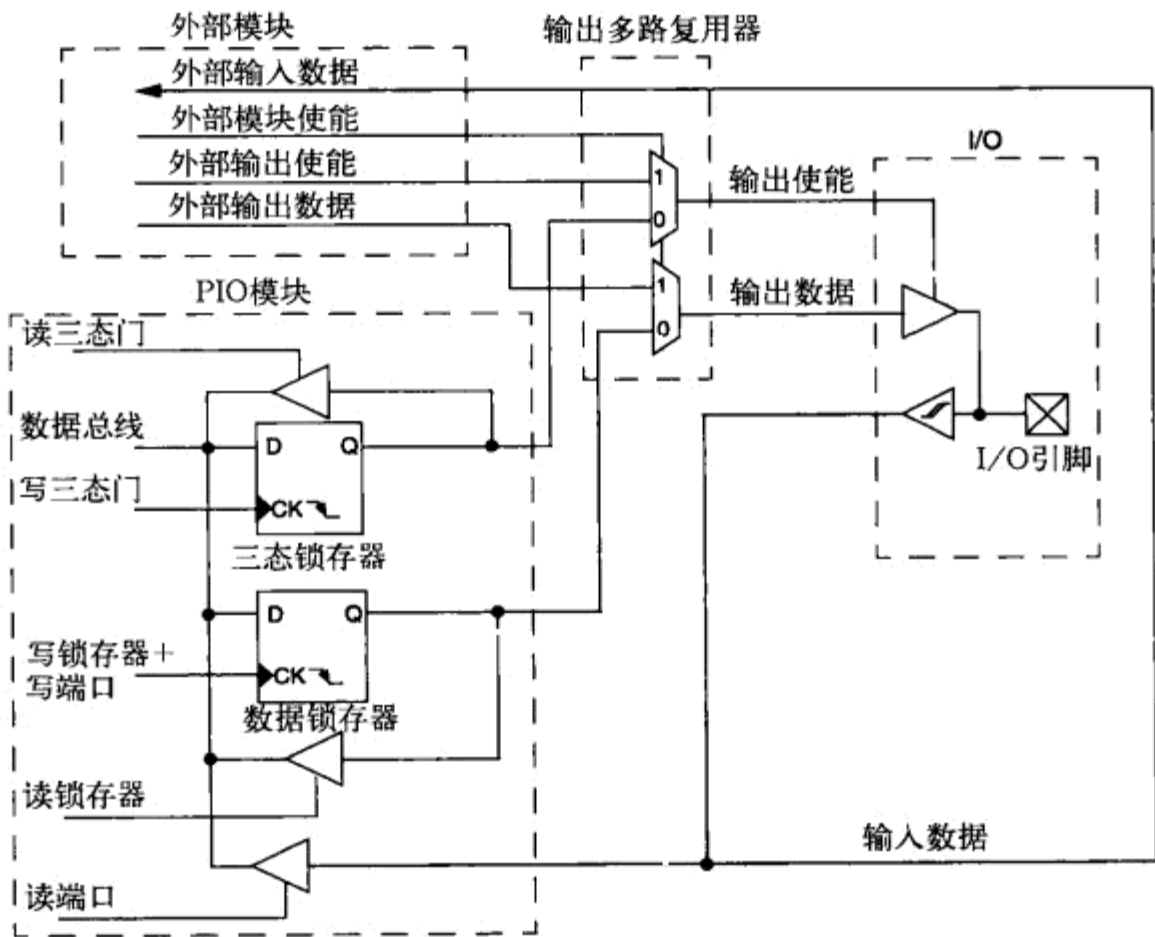 外部模块
输出多路复用器
外部输入数据
外部模块使能
外部输出使能
外部输出数据
I/O
1
0
输出使能
1
0
输出数据
PIO模块
读三态门
数据总线
D Q
写三态门
CK
三态锁存器
I/O引脚
D Q
写锁存器+
写端口
CK
数据锁存器
读锁存器
输入数据
读端口